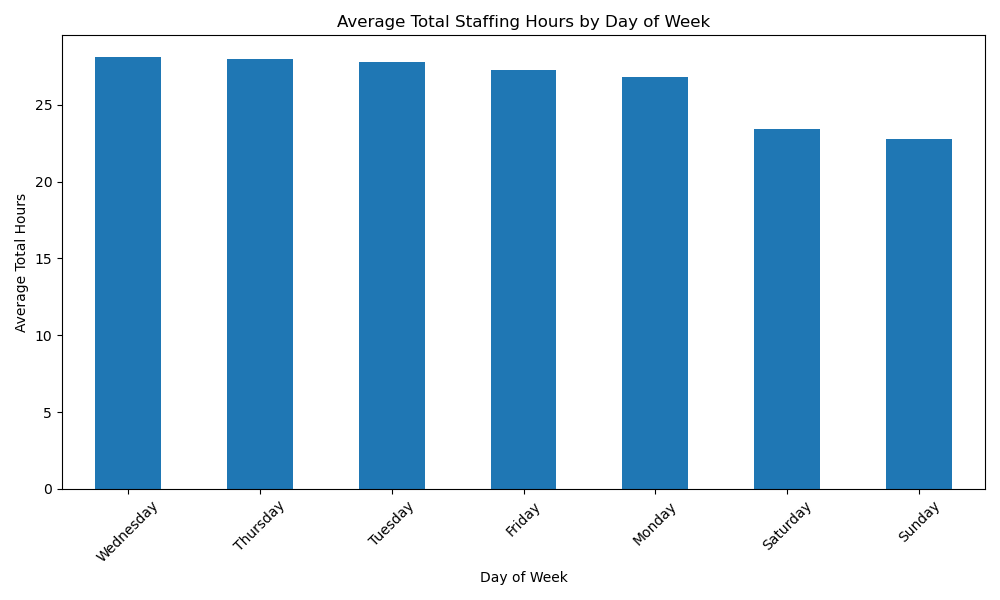 Average Total Staffing Hours by Day of Week
Average Total Hours
25
20
15
10
5
0
Wednesday
Thursday
Tuesday
Friday
Monday
Saturday
Sunday
Day of Week